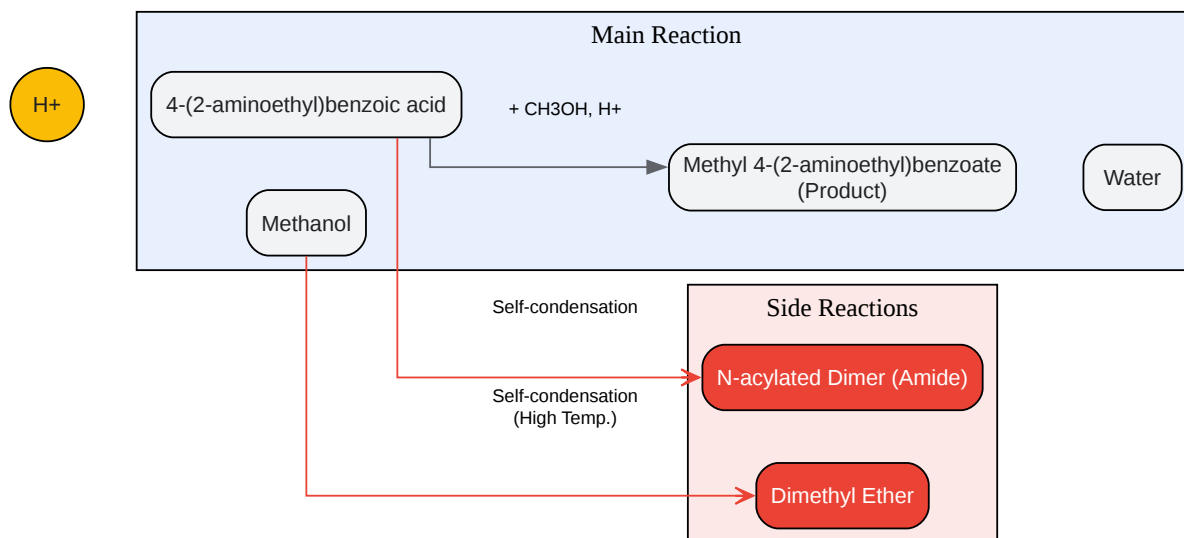 Main Reaction
H+
4-(2-aminoethyl)benzoic acid
+ CH3OH, H+
Methyl 4-(2-aminoethyl)benzoate
(Product)
Water
Methanol
Self-condensation
Side Reactions
N-acylated Dimer (Amide)
Self-condensation
(High Temp.)
Dimethyl Ether